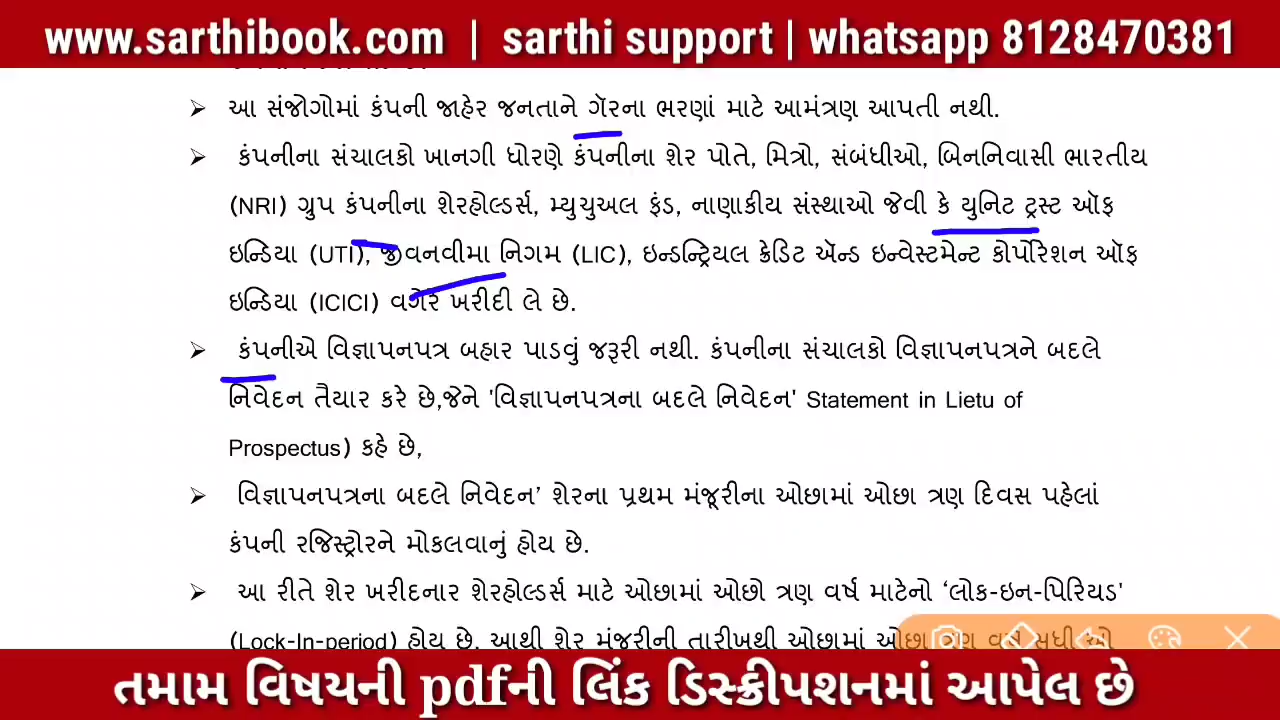 www.sarthibook.com | sarthi support | whatsapp 8128470381
➢ આ સંજોગોમાં કંપની જાહેર જનતાને ગૅરના ભરણાં માટે આમંત્રણ આપતી નથી.
➢ કંપનીના સંચાલકો ખાનગી ધોરણે કંપનીના શેર પોતે, મિત્રો, સંબંધીઓ, બિનનિવાસી ભારતીય
(NRI) ગ્રુપ કંપનીના શેરહોલ્ડર્સ, મ્યુચુઅલ ફંડ, નાણાકીય સંસ્થાઓ જેવી કે યુનિટ ટ્રસ્ટ ઑફ
ઇન્ડિયા (UTI), જીવનવીમા નિગમ (LIC), ઇન્ડન્ટ્રિયલ ક્રેડિટ ઍન્ડ ઇન્વેસ્ટમેન્ટ કોર્પોરેશન ઑફ
ઇન્ડિયા (ICICI) વગેરે ખરીદી લે છે.
➢ કંપનીએ વિજ્ઞાપનપત્ર બહાર પાડવું જરૂરી નથી. કંપનીના સંચાલકો વિજ્ઞાપનપત્રને બદલે
નિવેદન તૈયાર કરે છે,જેને 'વિજ્ઞાપનપત્રના બદલે નિવેદન' Statement in Lietu of
Prospectus) કહે છે,
➢ વિજ્ઞાપનપત્રના બદલે નિવેદન’ શેરના પ્રથમ મંજૂરીના ઓછામાં ઓછા ત્રણ દિવસ પહેલાં
કંપની રજિસ્ટ્રોરને મોકલવાનું હોય છે.
➢ આ રીતે શેર ખરીદનાર શેરહોલ્ડર્સ માટે ઓછામાં ઓછો ત્રણ વર્ષ માટેનો ‘લોક-ઇન-પિરિયડ'
(Lock-In-period) હોય છે. આથી શેર મંજૂરીની તારીખથી ઓછામાં ઓછા ત્રણ વર્ષ સુધી એ
તમામ વિષયની pdfની લિંક ડિસ્ક્રીપશનમાં આપેલ છે